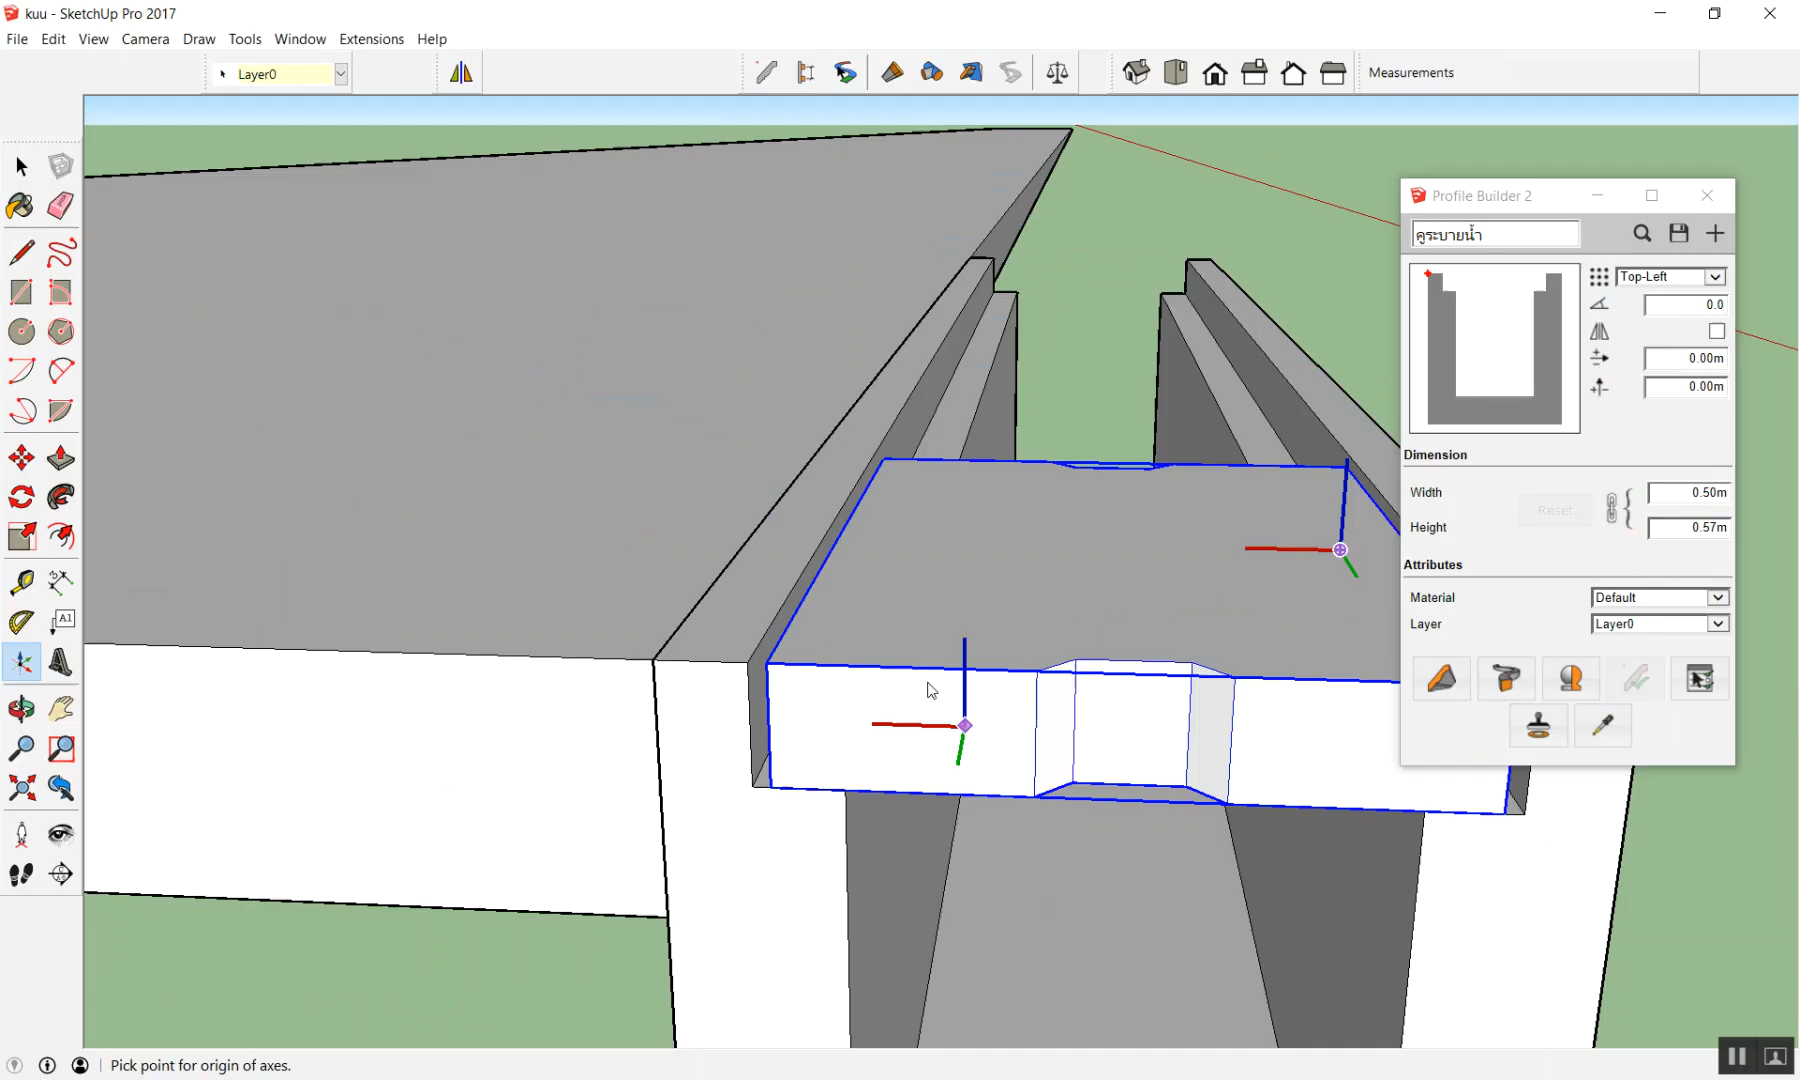 kuu - SketchUp Pro 2017
File Edit View Camera Draw Tools Window Extensions Help
Layer0
Measurements
Profile Builder 2
คูระบายน้ำ
Top-Left
0.0
0.00m
0.00m
Dimension
Width 0.50m
Reset
Height 0.57m
Attributes
Material Default
Layer Layer0
A1
Pick point for origin of axes.